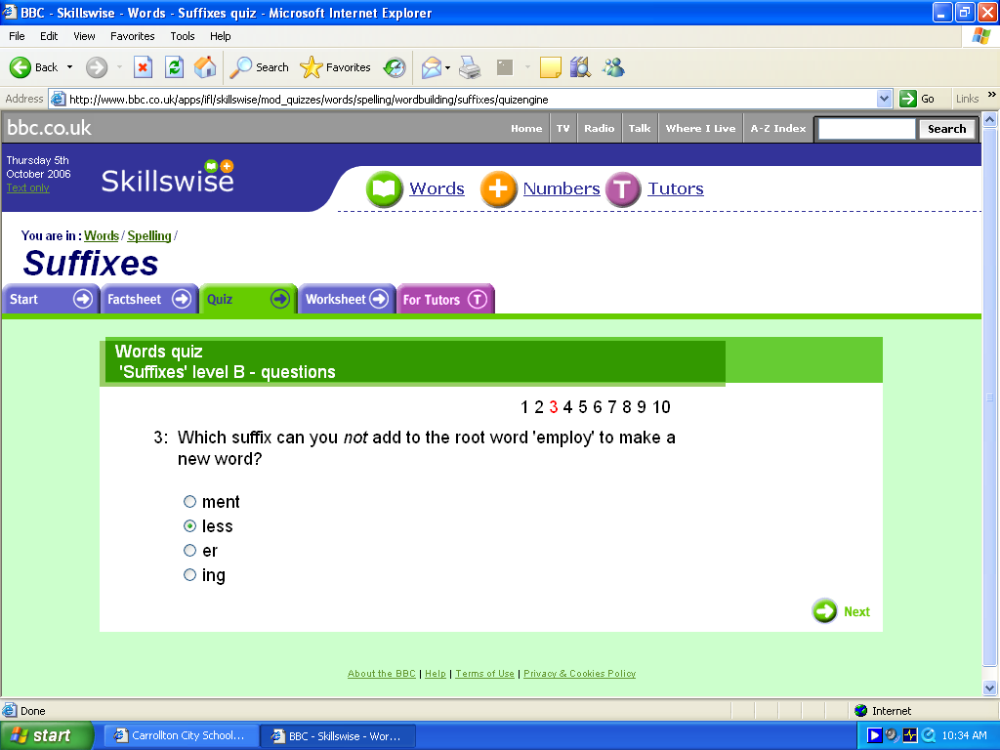 BBC - Skillswise - Words - Suffixes quiz - Microsoft Internet Explorer
File Edit View Favorites Tools Help
Back Search Favorites
Address http://www.bbc.co.uk/apps/ifl/skillswise/mod_quizzes/words/spelling/wordbuilding/suffixes/quizengine Go Links »
bbc.co.uk Home TV Radio Talk Where I Live A-Z Index Search
Thursday 5th
October 2006
Text only
Skillswise Words Numbers T Tutors
You are in : Words / Spelling /
Suffixes
Start Factsheet Quiz Worksheet For Tutors T
Words quiz
'Suffixes' level B - questions
1 2 3 4 5 6 7 8 9 10
3: Which suffix can you not add to the root word 'employ' to make a
new word?
ment
less
er
ing
Next
About the BBC | Help | Terms of Use | Privacy & Cookies Policy
Done Internet
start Carrollton City School... BBC - Skillswise - Wor... 10:34 AM